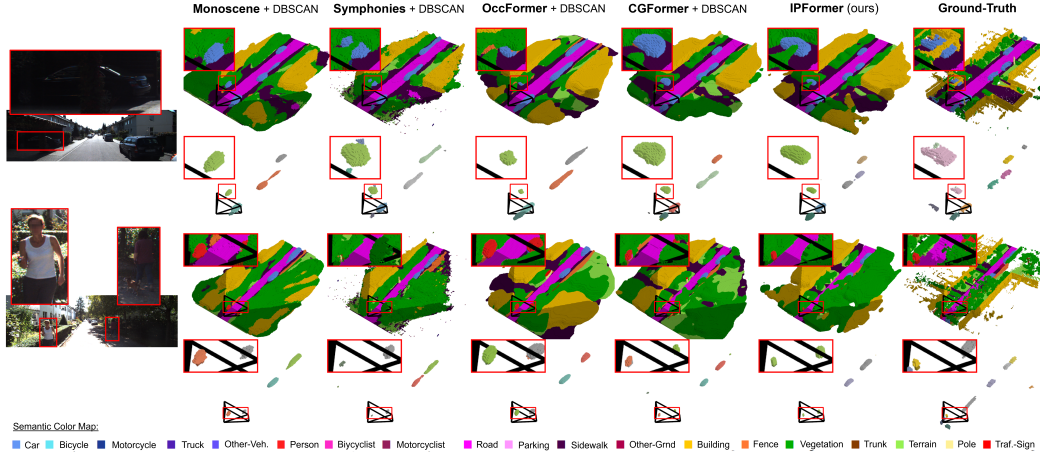 Monoscene + DBSCAN Symphonies + DBSCAN OccFormer + DBSCAN CGFormer + DBSCAN IPFormer (ours) Ground-Truth
Semantic Color Map:
Car Bicycle Motorcycle Truck Other-Veh. Person Bicyclist Motorcyclist Road Parking Sidewalk Other-Grnd Building Fence Vegetation Trunk Terrain Pole Traf.-Sign